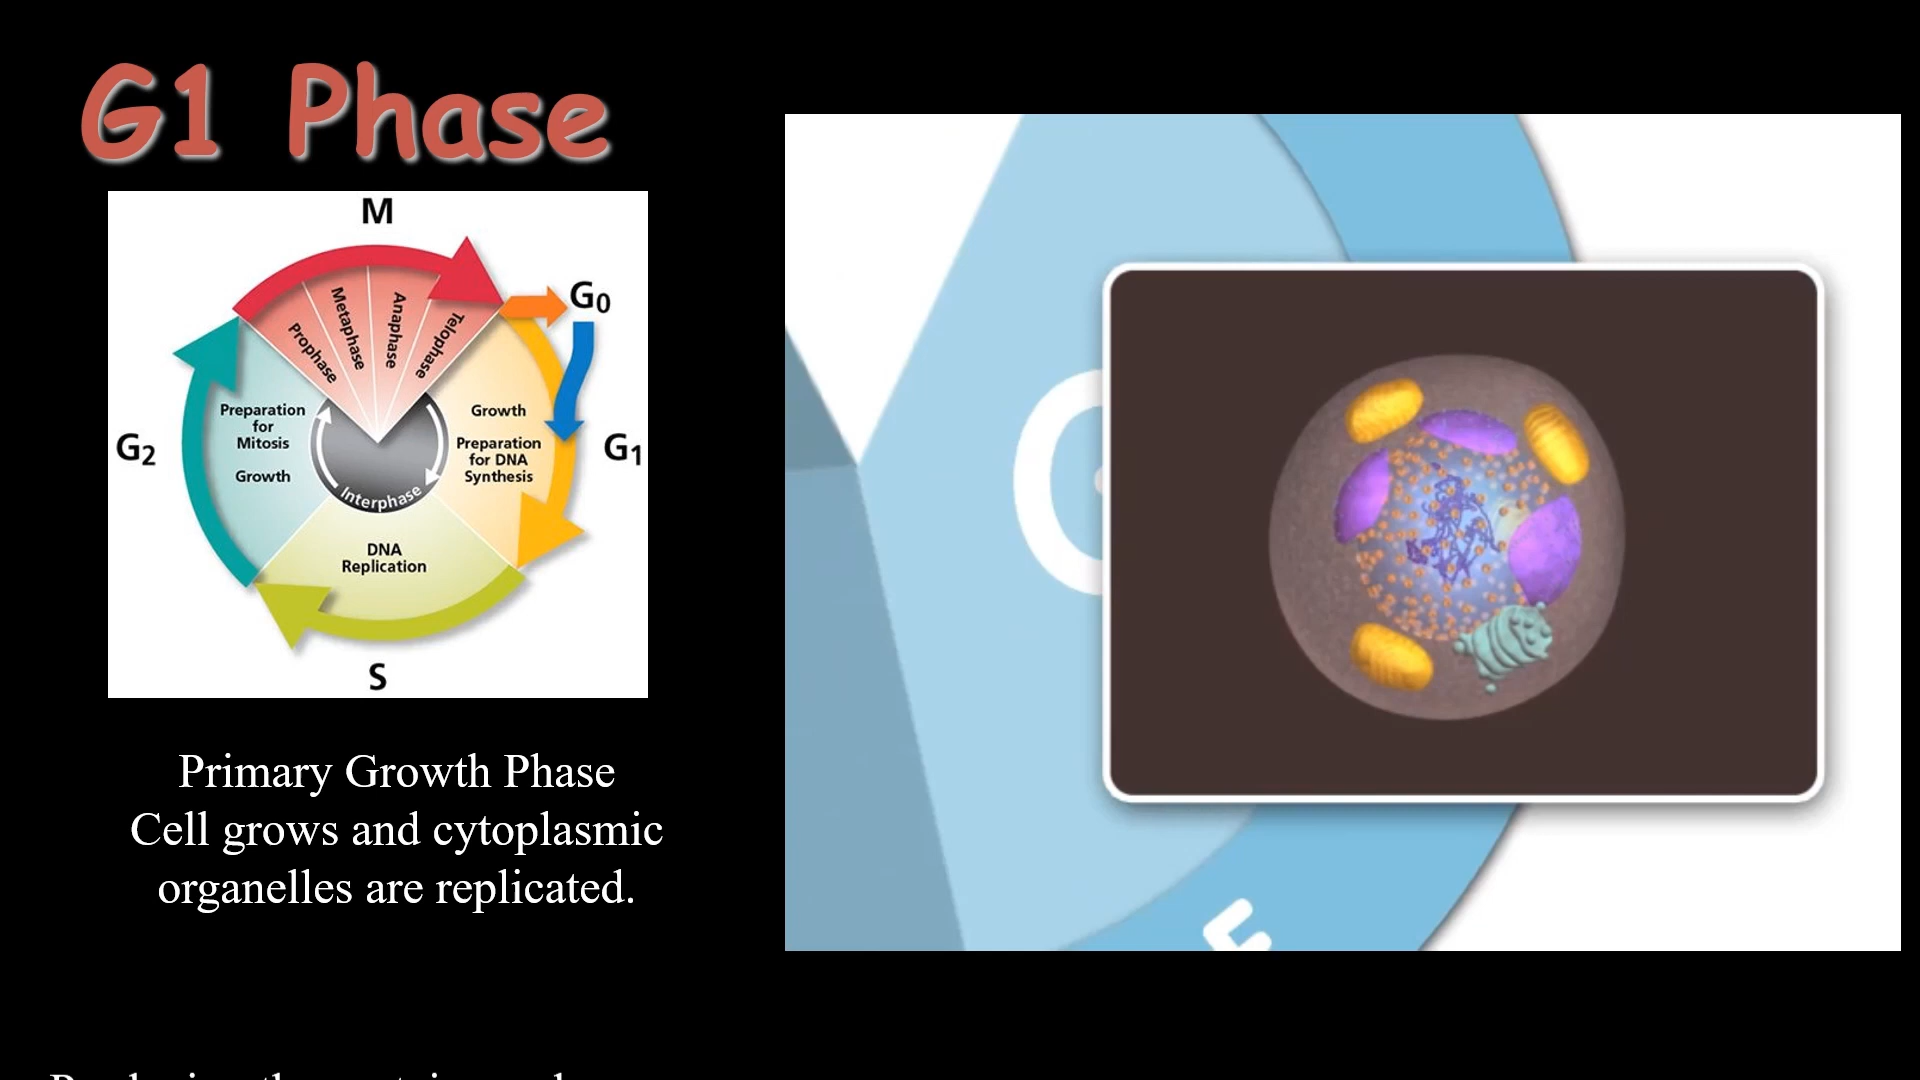 G1 Phase
M
G0
Prophase
Metaphase
Anaphase
Telophase
G2
Preparation
for
Mitosis
Growth
Growth
Preparation
for DNA
Synthesis
G1
Interphase
DNA
Replication
S
Primary Growth Phase
Cell grows and cytoplasmic
organelles are replicated.
G
E